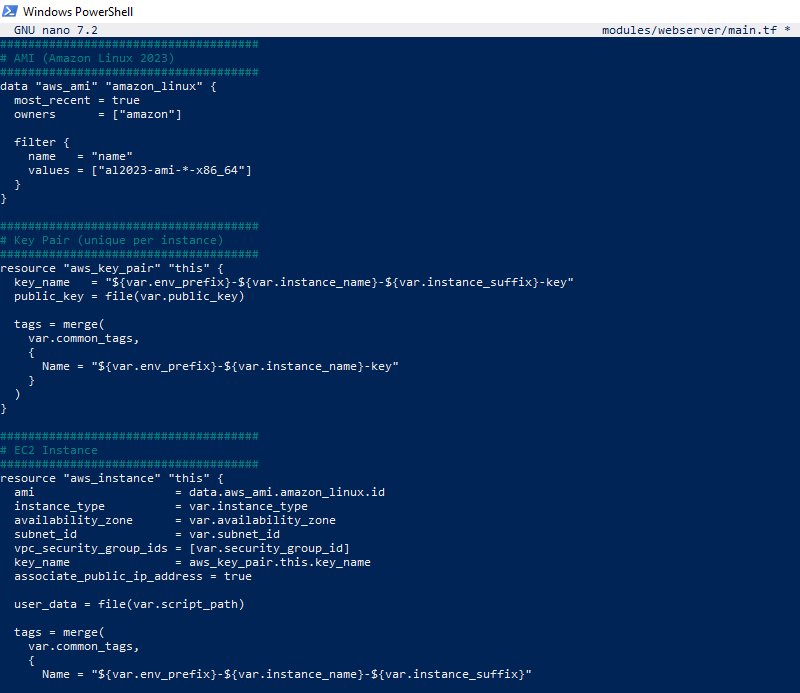 Windows PowerShell
GNU nano 7.2 modules/webserver/main.tf *
#####################################
# AMI (Amazon Linux 2023)
#####################################
data "aws_ami" "amazon_linux" {
  most_recent = true
  owners      = ["amazon"]

  filter {
    name   = "name"
    values = ["al2023-ami-*-x86_64"]
  }
}

#####################################
# Key Pair (unique per instance)
#####################################
resource "aws_key_pair" "this" {
  key_name   = "${var.env_prefix}-${var.instance_name}-${var.instance_suffix}-key"
  public_key = file(var.public_key)

  tags = merge(
    var.common_tags,
    {
      Name = "${var.env_prefix}-${var.instance_name}-key"
    }
  )
}

#####################################
# EC2 Instance
#####################################
resource "aws_instance" "this" {
  ami                    = data.aws_ami.amazon_linux.id
  instance_type          = var.instance_type
  availability_zone      = var.availability_zone
  subnet_id              = var.subnet_id
  vpc_security_group_ids = [var.security_group_id]
  key_name               = aws_key_pair.this.key_name
  associate_public_ip_address = true

  user_data = file(var.script_path)

  tags = merge(
    var.common_tags,
    {
      Name = "${var.env_prefix}-${var.instance_name}-${var.instance_suffix}"